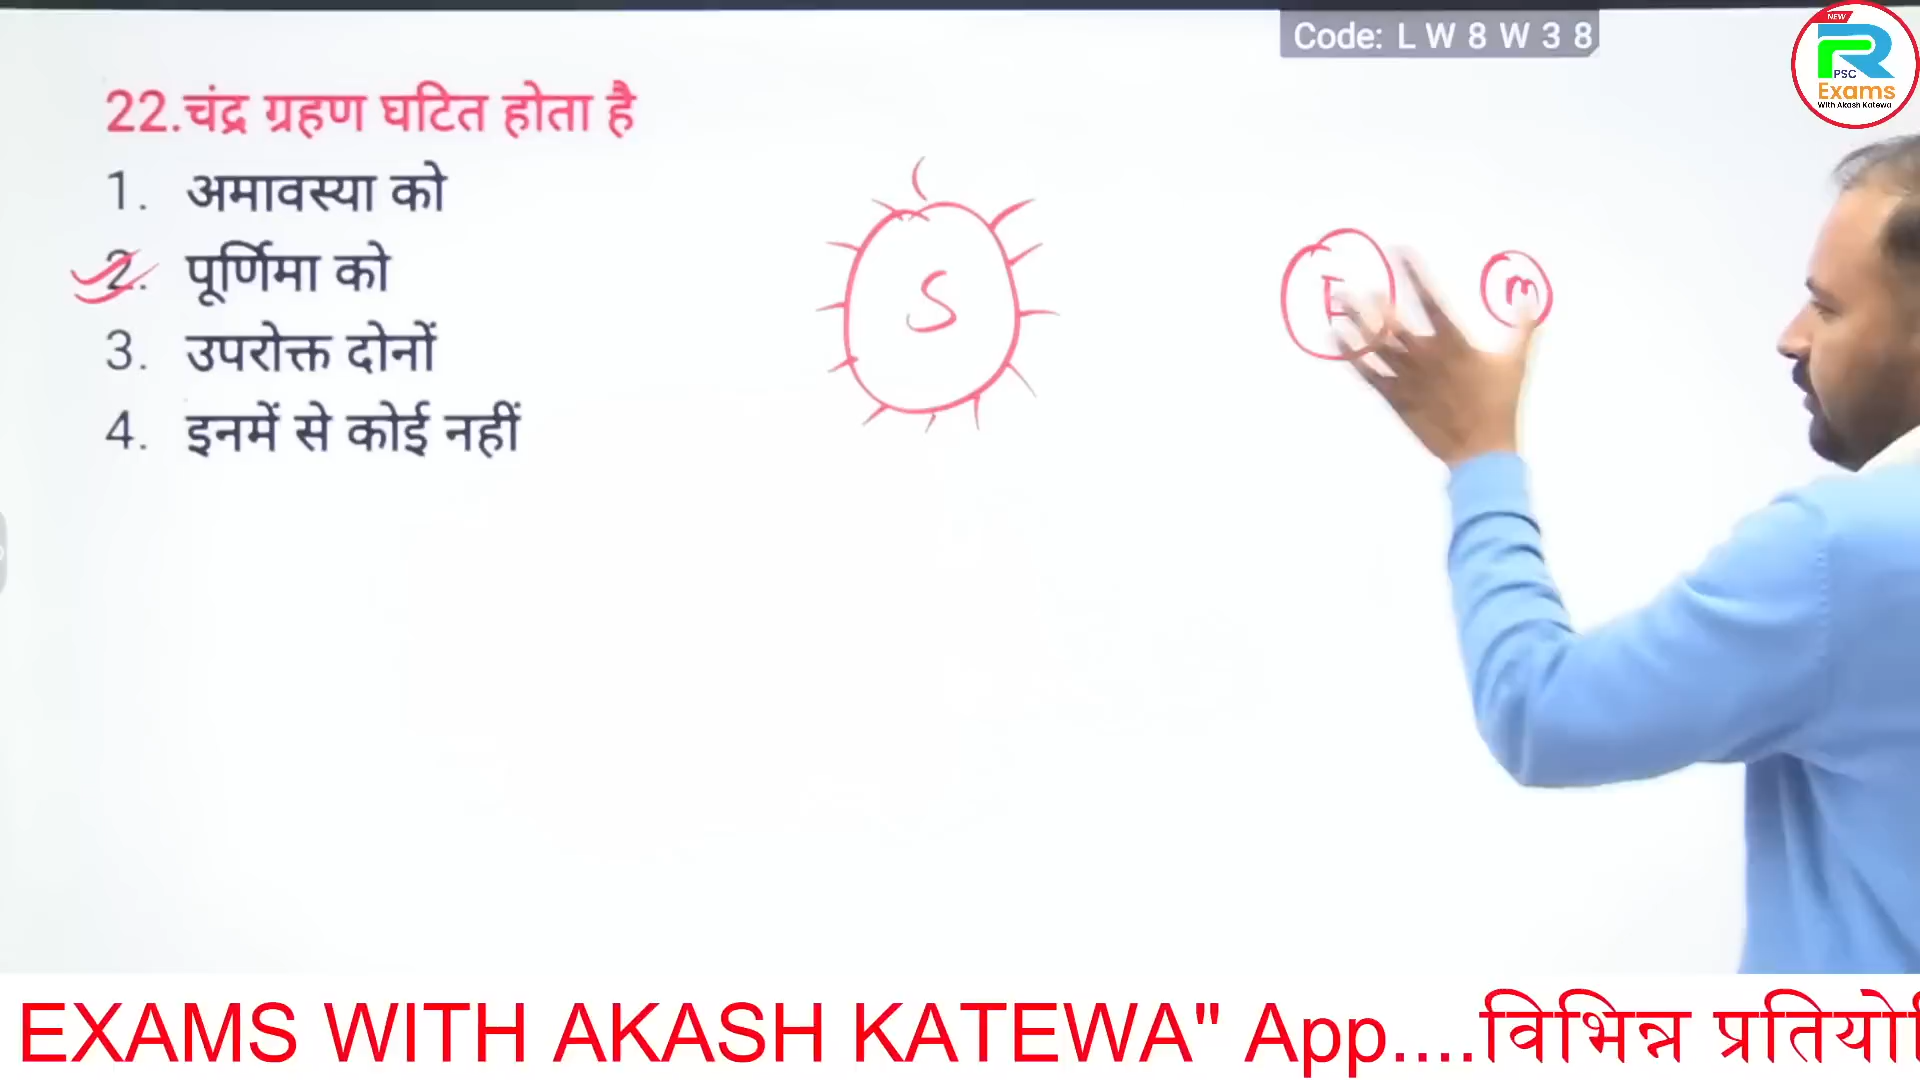 Code: L W 8 W 3 8
NEW
R
PSC
Exams
With Akash Katewa
22.चंद्र ग्रहण घटित होता है
1. अमावस्या को
2. पूर्णिमा को
3. उपरोक्त दोनों
4. इनमें से कोई नहीं
S
E
m
EXAMS WITH AKASH KATEWA" App....विभिन्न प्रतियो